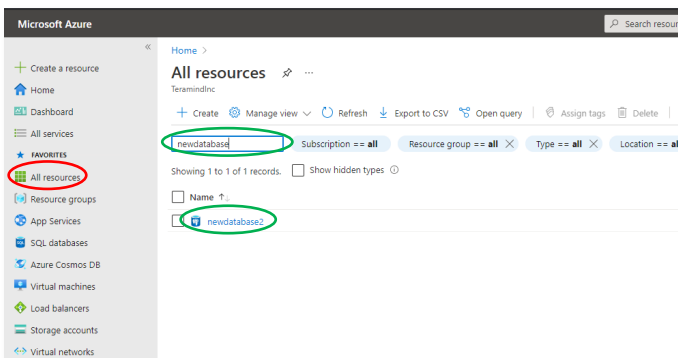 Microsoft Azure
Search resour
«
Home >
Create a resource
All resources ···
Home
TeramindInc
Dashboard
+ Create Manage view Refresh Export to CSV Open query Assign tags Delete
All services
newdatabase Subscription == all Resource group == all × Type == all × Location == al
FAVORITES
Showing 1 to 1 of 1 records. Show hidden types
All resources
Name ↑↓
Resource groups
newdatabase2
App Services
SQL databases
Azure Cosmos DB
Virtual machines
Load balancers
Storage accounts
Virtual networks